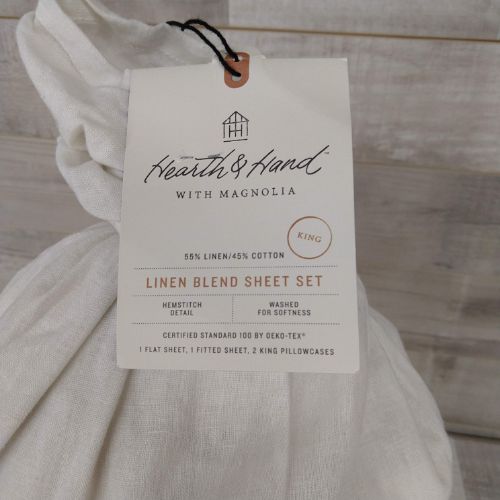 Hearth & Hand™
WITH MAGNOLIA
KING
55% LINEN/45% COTTON
LINEN BLEND SHEET SET
HEMSTITCH
DETAIL
WASHED
FOR SOFTNESS
CERTIFIED STANDARD 100 BY OEKO-TEX®
1 FLAT SHEET, 1 FITTED SHEET, 2 KING PILLOWCASES